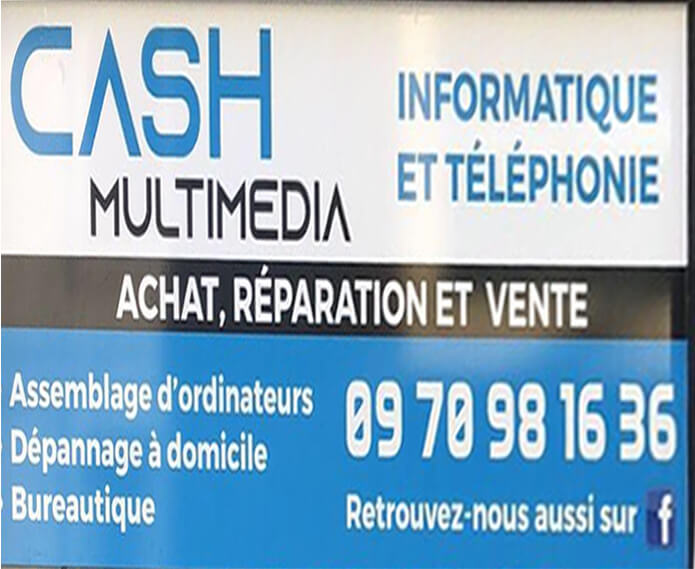 CASH
MULTIMEDIA
INFORMATIQUE
ET TÉLÉPHONIE
ACHAT, RÉPARATION ET VENTE
Assemblage d'ordinateurs
Dépannage à domicile
Bureautique
09 70 98 16 36
Retrouvez-nous aussi sur f